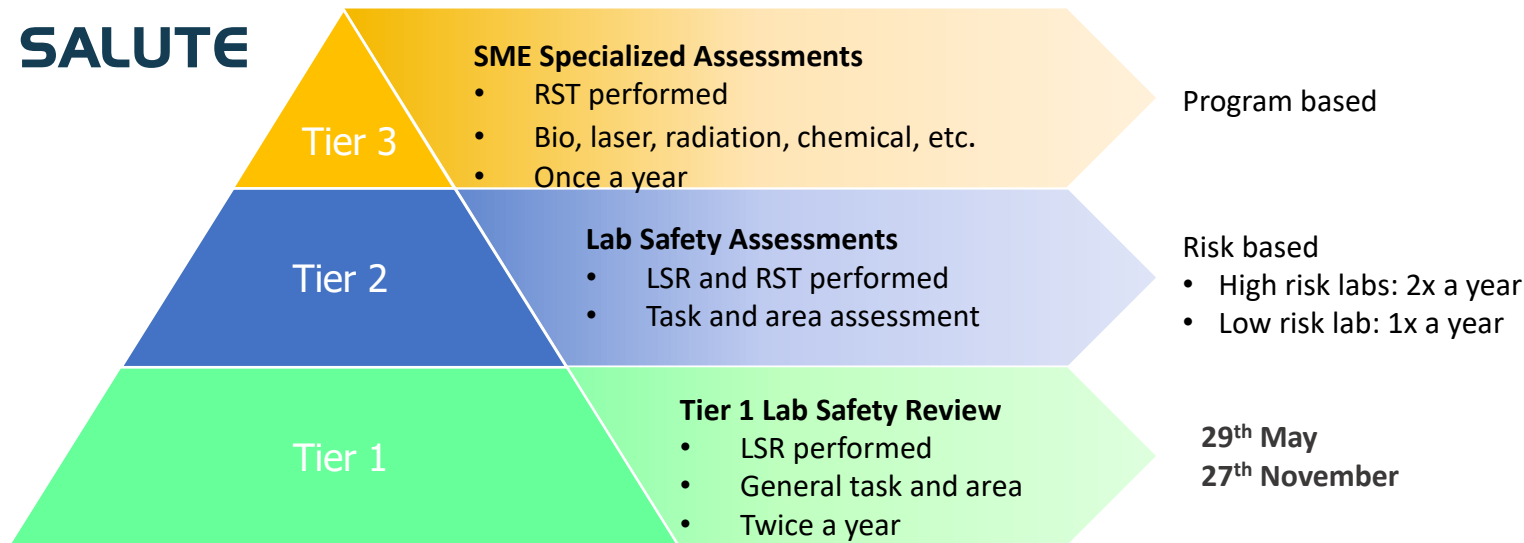 SALUTE
Tier 3
SME Specialized Assessments
• RST performed
• Bio, laser, radiation, chemical, etc.
• Once a year
Program based
Tier 2
Lab Safety Assessments
• LSR and RST performed
• Task and area assessment
Risk based
• High risk labs: 2x a year
• Low risk lab: 1x a year
Tier 1
Tier 1 Lab Safety Review
• LSR performed
• General task and area
• Twice a year
29th May
27th November